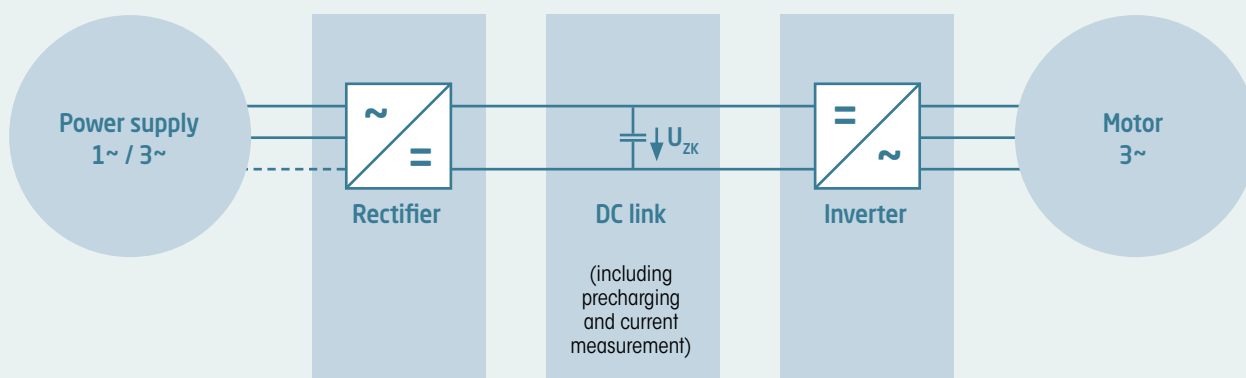 Power supply
1~ / 3~
~
=
Rectifier
U_ZK
DC link
(including
precharging
and current
measurement)
=
~
Inverter
Motor
3~